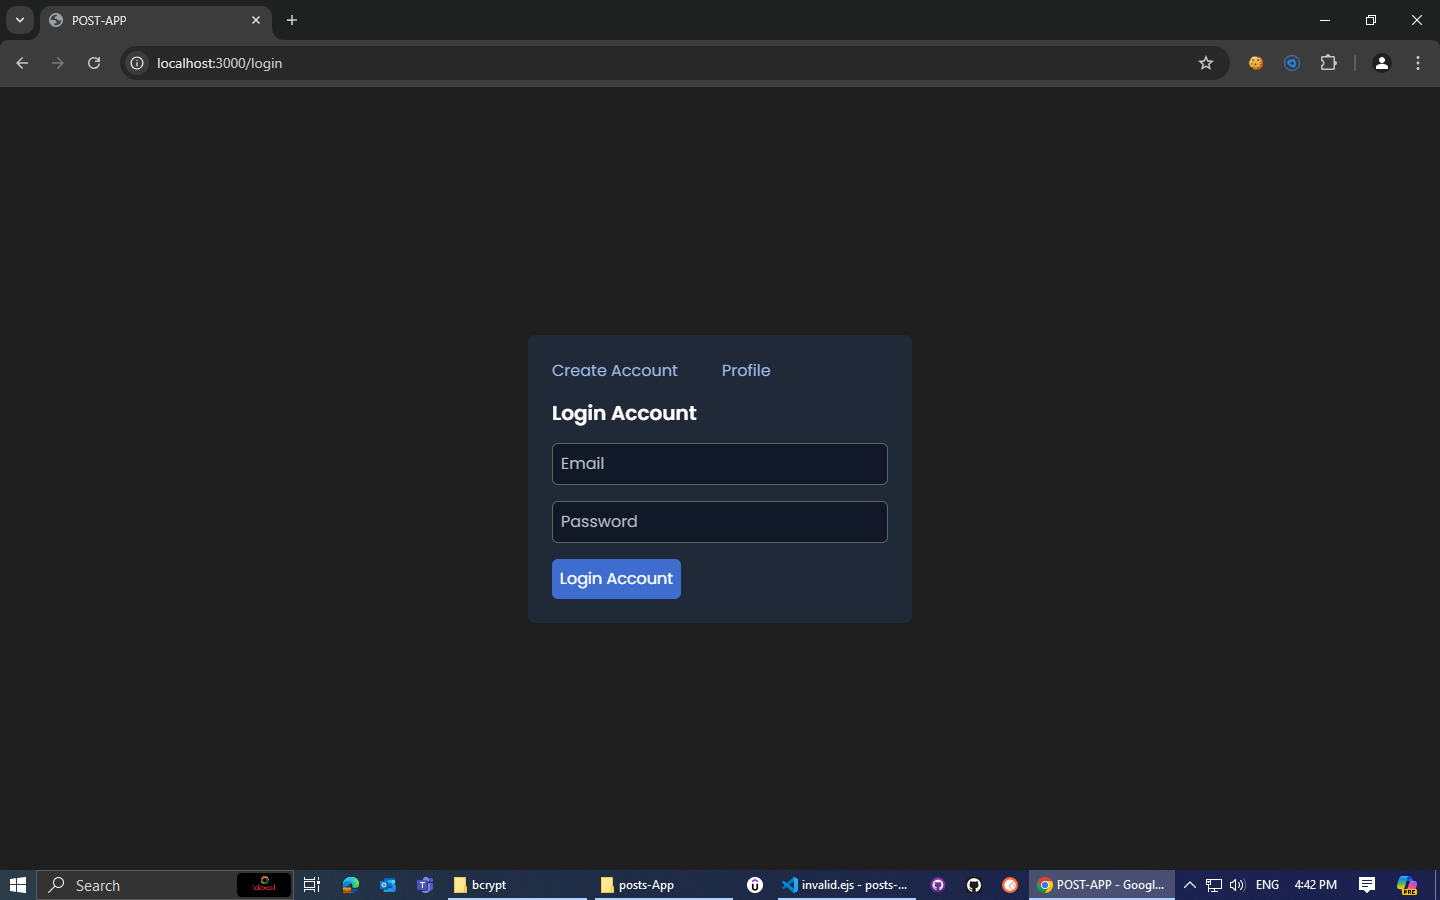 POST-APP
localhost:3000/login
Create Account Profile
Login Account
Email
Password
Login Account
Search
bcrypt
posts-App
invalid.ejs - posts-...
POST-APP - Googl...
ENG
4:42 PM
PRE